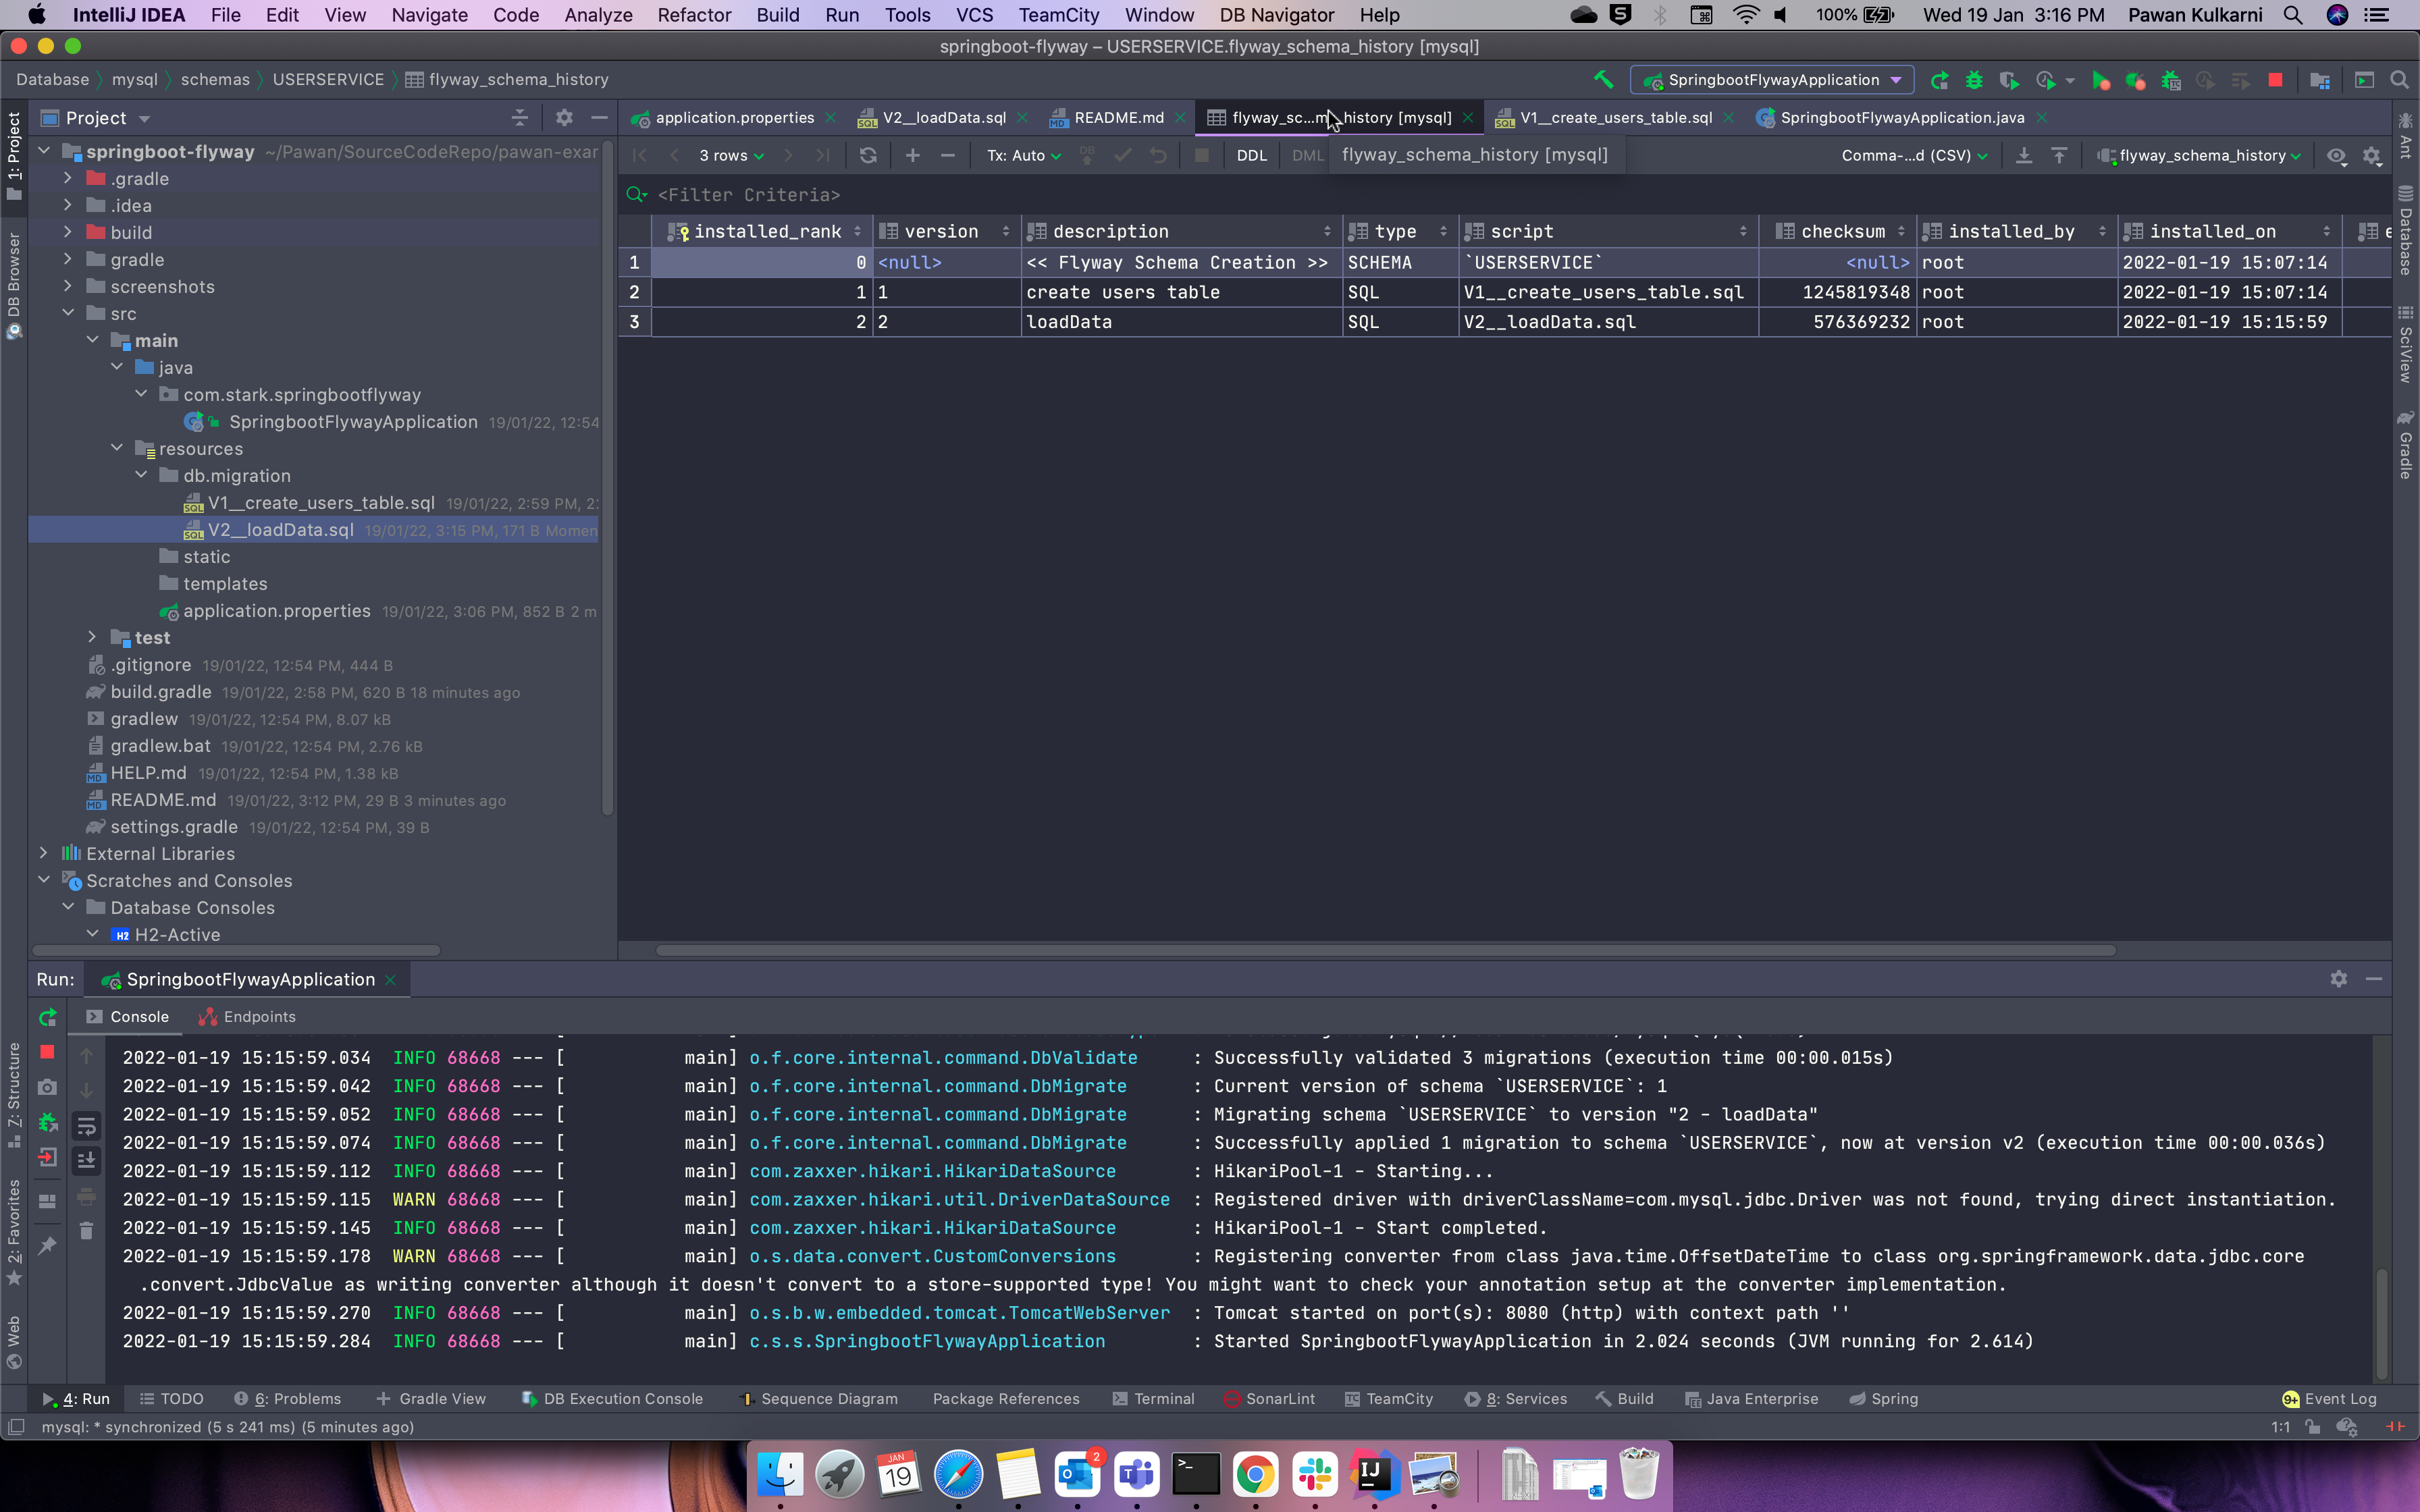 IntelliJ IDEA File Edit View Navigate Code Analyze Refactor Build Run Tools VCS TeamCity Window DB Navigator Help 100% Wed 19 Jan 3:16 PM Pawan Kulkarni
springboot-flyway – USERSERVICE.flyway_schema_history [mysql]
Database mysql schemas USERSERVICE flyway_schema_history SpringbootFlywayApplication
Project
application.properties V2__loadData.sql README.md flyway_sc...m history [mysql] V1__create_users_table.sql SpringbootFlywayApplication.java
3 rows Tx: Auto DB DDL DML flyway_schema_history [mysql] Comma-...d (CSV) flyway_schema_history
<Filter Criteria>
installed_rank version description type script checksum installed_by installed_on e
1 0 <null> << Flyway Schema Creation >> SCHEMA `USERSERVICE` <null> root 2022-01-19 15:07:14
2 1 1 create users table SQL V1__create_users_table.sql 1245819348 root 2022-01-19 15:07:14
3 2 2 loadData SQL V2__loadData.sql 576369232 root 2022-01-19 15:15:59
springboot-flyway ~/Pawan/SourceCodeRepo/pawan-exar
.gradle
.idea
build
gradle
screenshots
src
main
java
com.stark.springbootflyway
SpringbootFlywayApplication 19/01/22, 12:54
resources
db.migration
V1__create_users_table.sql 19/01/22, 2:59 PM, 2
V2__loadData.sql 19/01/22, 3:15 PM, 171 B Momen
static
templates
application.properties 19/01/22, 3:06 PM, 852 B 2 m
test
.gitignore 19/01/22, 12:54 PM, 444 B
build.gradle 19/01/22, 2:58 PM, 620 B 18 minutes ago
gradlew 19/01/22, 12:54 PM, 8.07 kB
gradlew.bat 19/01/22, 12:54 PM, 2.76 kB
HELP.md 19/01/22, 12:54 PM, 1.38 kB
README.md 19/01/22, 3:12 PM, 29 B 3 minutes ago
settings.gradle 19/01/22, 12:54 PM, 39 B
External Libraries
Scratches and Consoles
Database Consoles
H2 H2-Active
1: Project
DB Browser
Z: Structure
2: Favorites
Web
Ant
Database
SciView
Gradle
Run: SpringbootFlywayApplication
Console Endpoints
2022-01-19 15:15:59.034 INFO 68668 --- [ main] o.f.core.internal.command.DbValidate : Successfully validated 3 migrations (execution time 00:00.015s)
2022-01-19 15:15:59.042 INFO 68668 --- [ main] o.f.core.internal.command.DbMigrate : Current version of schema `USERSERVICE`: 1
2022-01-19 15:15:59.052 INFO 68668 --- [ main] o.f.core.internal.command.DbMigrate : Migrating schema `USERSERVICE` to version "2 - loadData"
2022-01-19 15:15:59.074 INFO 68668 --- [ main] o.f.core.internal.command.DbMigrate : Successfully applied 1 migration to schema `USERSERVICE`, now at version v2 (execution time 00:00.036s)
2022-01-19 15:15:59.112 INFO 68668 --- [ main] com.zaxxer.hikari.HikariDataSource : HikariPool-1 - Starting...
2022-01-19 15:15:59.115 WARN 68668 --- [ main] com.zaxxer.hikari.util.DriverDataSource : Registered driver with driverClassName=com.mysql.jdbc.Driver was not found, trying direct instantiation.
2022-01-19 15:15:59.145 INFO 68668 --- [ main] com.zaxxer.hikari.HikariDataSource : HikariPool-1 - Start completed.
2022-01-19 15:15:59.178 WARN 68668 --- [ main] o.s.data.convert.CustomConversions : Registering converter from class java.time.OffsetDateTime to class org.springframework.data.jdbc.core
.convert.JdbcValue as writing converter although it doesn't convert to a store-supported type! You might want to check your annotation setup at the converter implementation.
2022-01-19 15:15:59.270 INFO 68668 --- [ main] o.s.b.w.embedded.tomcat.TomcatWebServer : Tomcat started on port(s): 8080 (http) with context path ''
2022-01-19 15:15:59.284 INFO 68668 --- [ main] c.s.s.SpringbootFlywayApplication : Started SpringbootFlywayApplication in 2.024 seconds (JVM running for 2.614)
4: Run TODO 6: Problems Gradle View DB Execution Console Sequence Diagram Package References Terminal SonarLint TeamCity 8: Services Build Java Enterprise Spring 9+ Event Log
mysql: * synchronized (5 s 241 ms) (5 minutes ago) 1:1
JAN
19
2
IJ